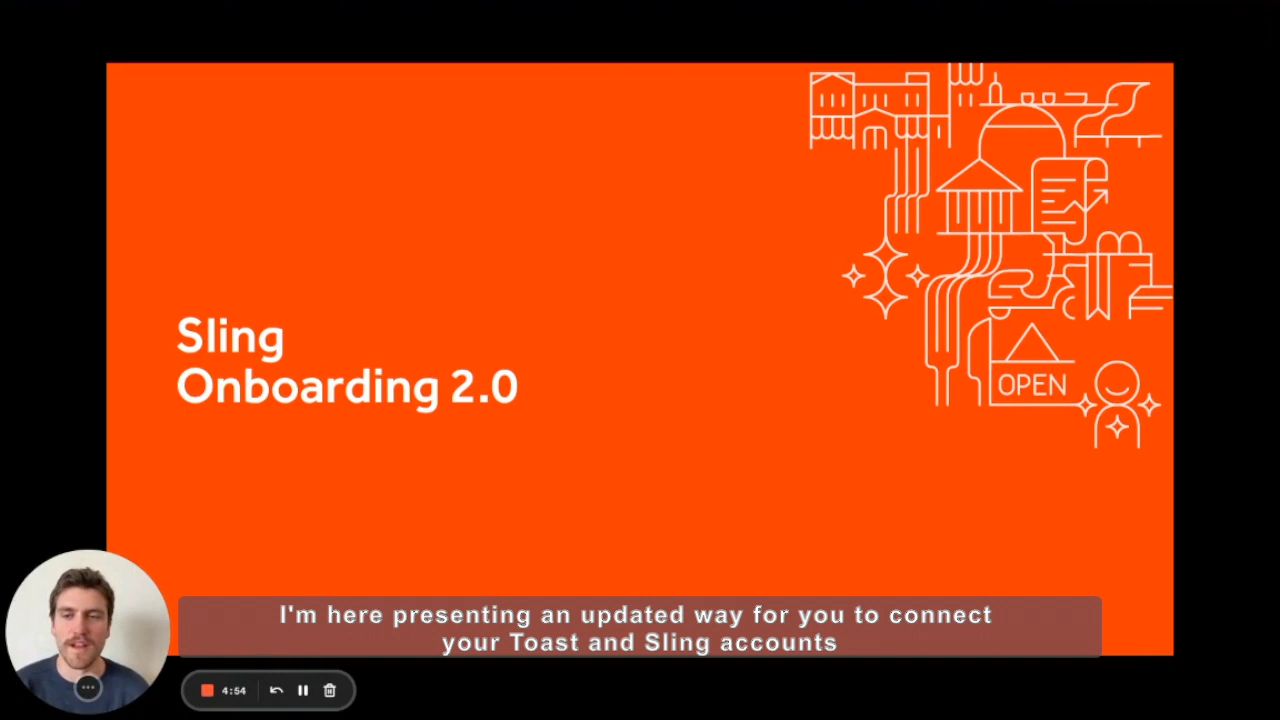 Sling
Onboarding 2.0
OPEN
I'm here presenting an updated way for you to connect
your Toast and Sling accounts
4:54